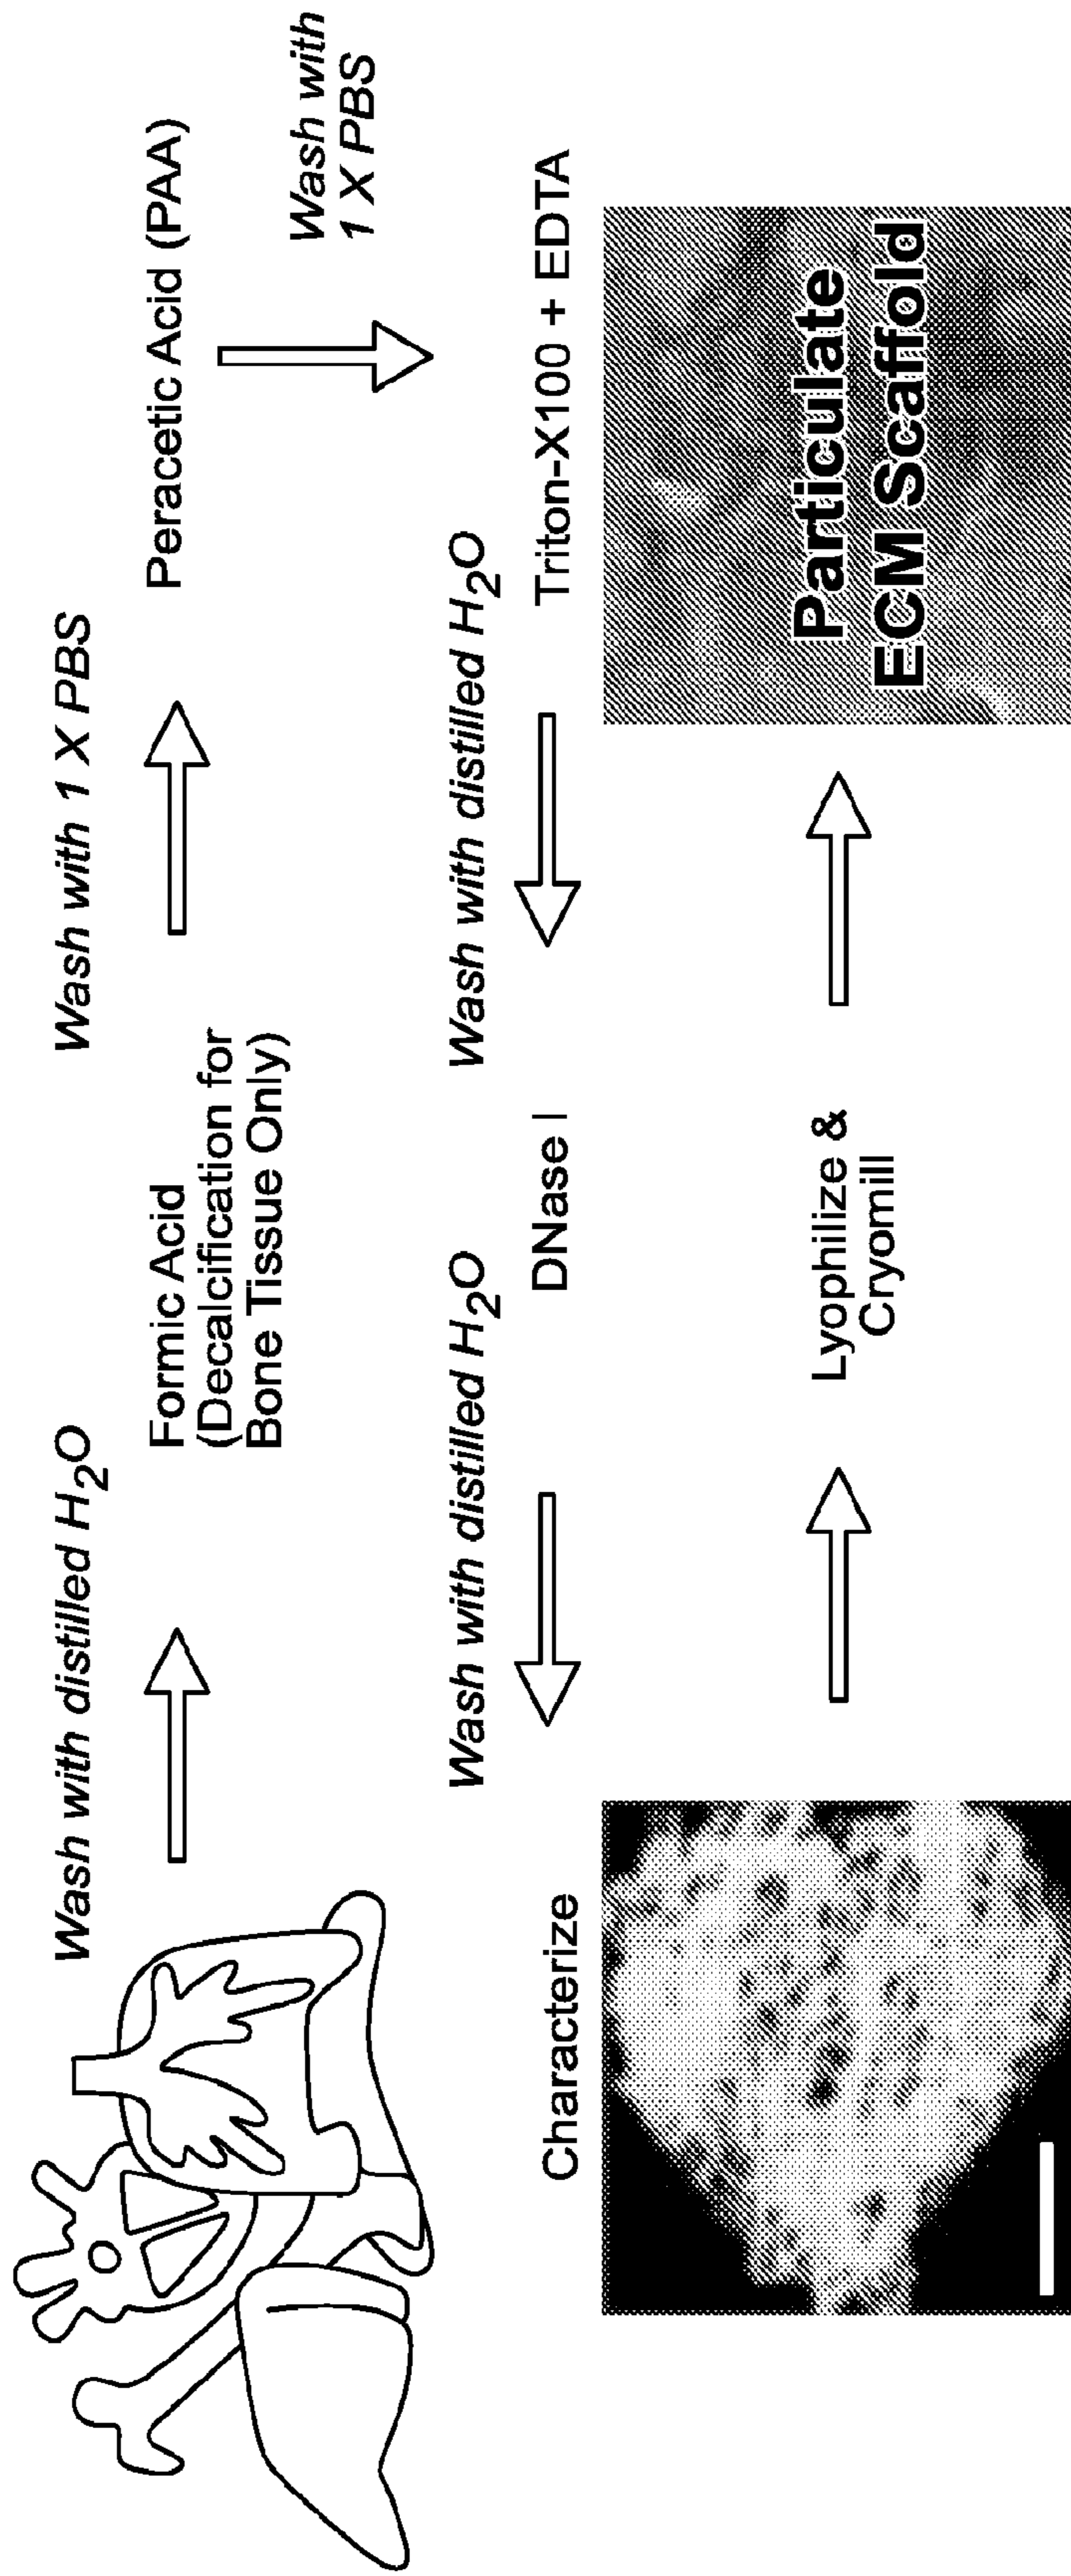 Wash with distilled H₂O
Formic Acid
(Decalcification for
Bone Tissue Only)
Wash with 1 X PBS
Peracetic Acid (PAA)
Wash with
1 X PBS
Triton-X100 + EDTA
Wash with distilled H₂O
DNase I
Wash with distilled H₂O
Characterize
Lyophilize &
Cryomill
Particulate
ECM Scaffold